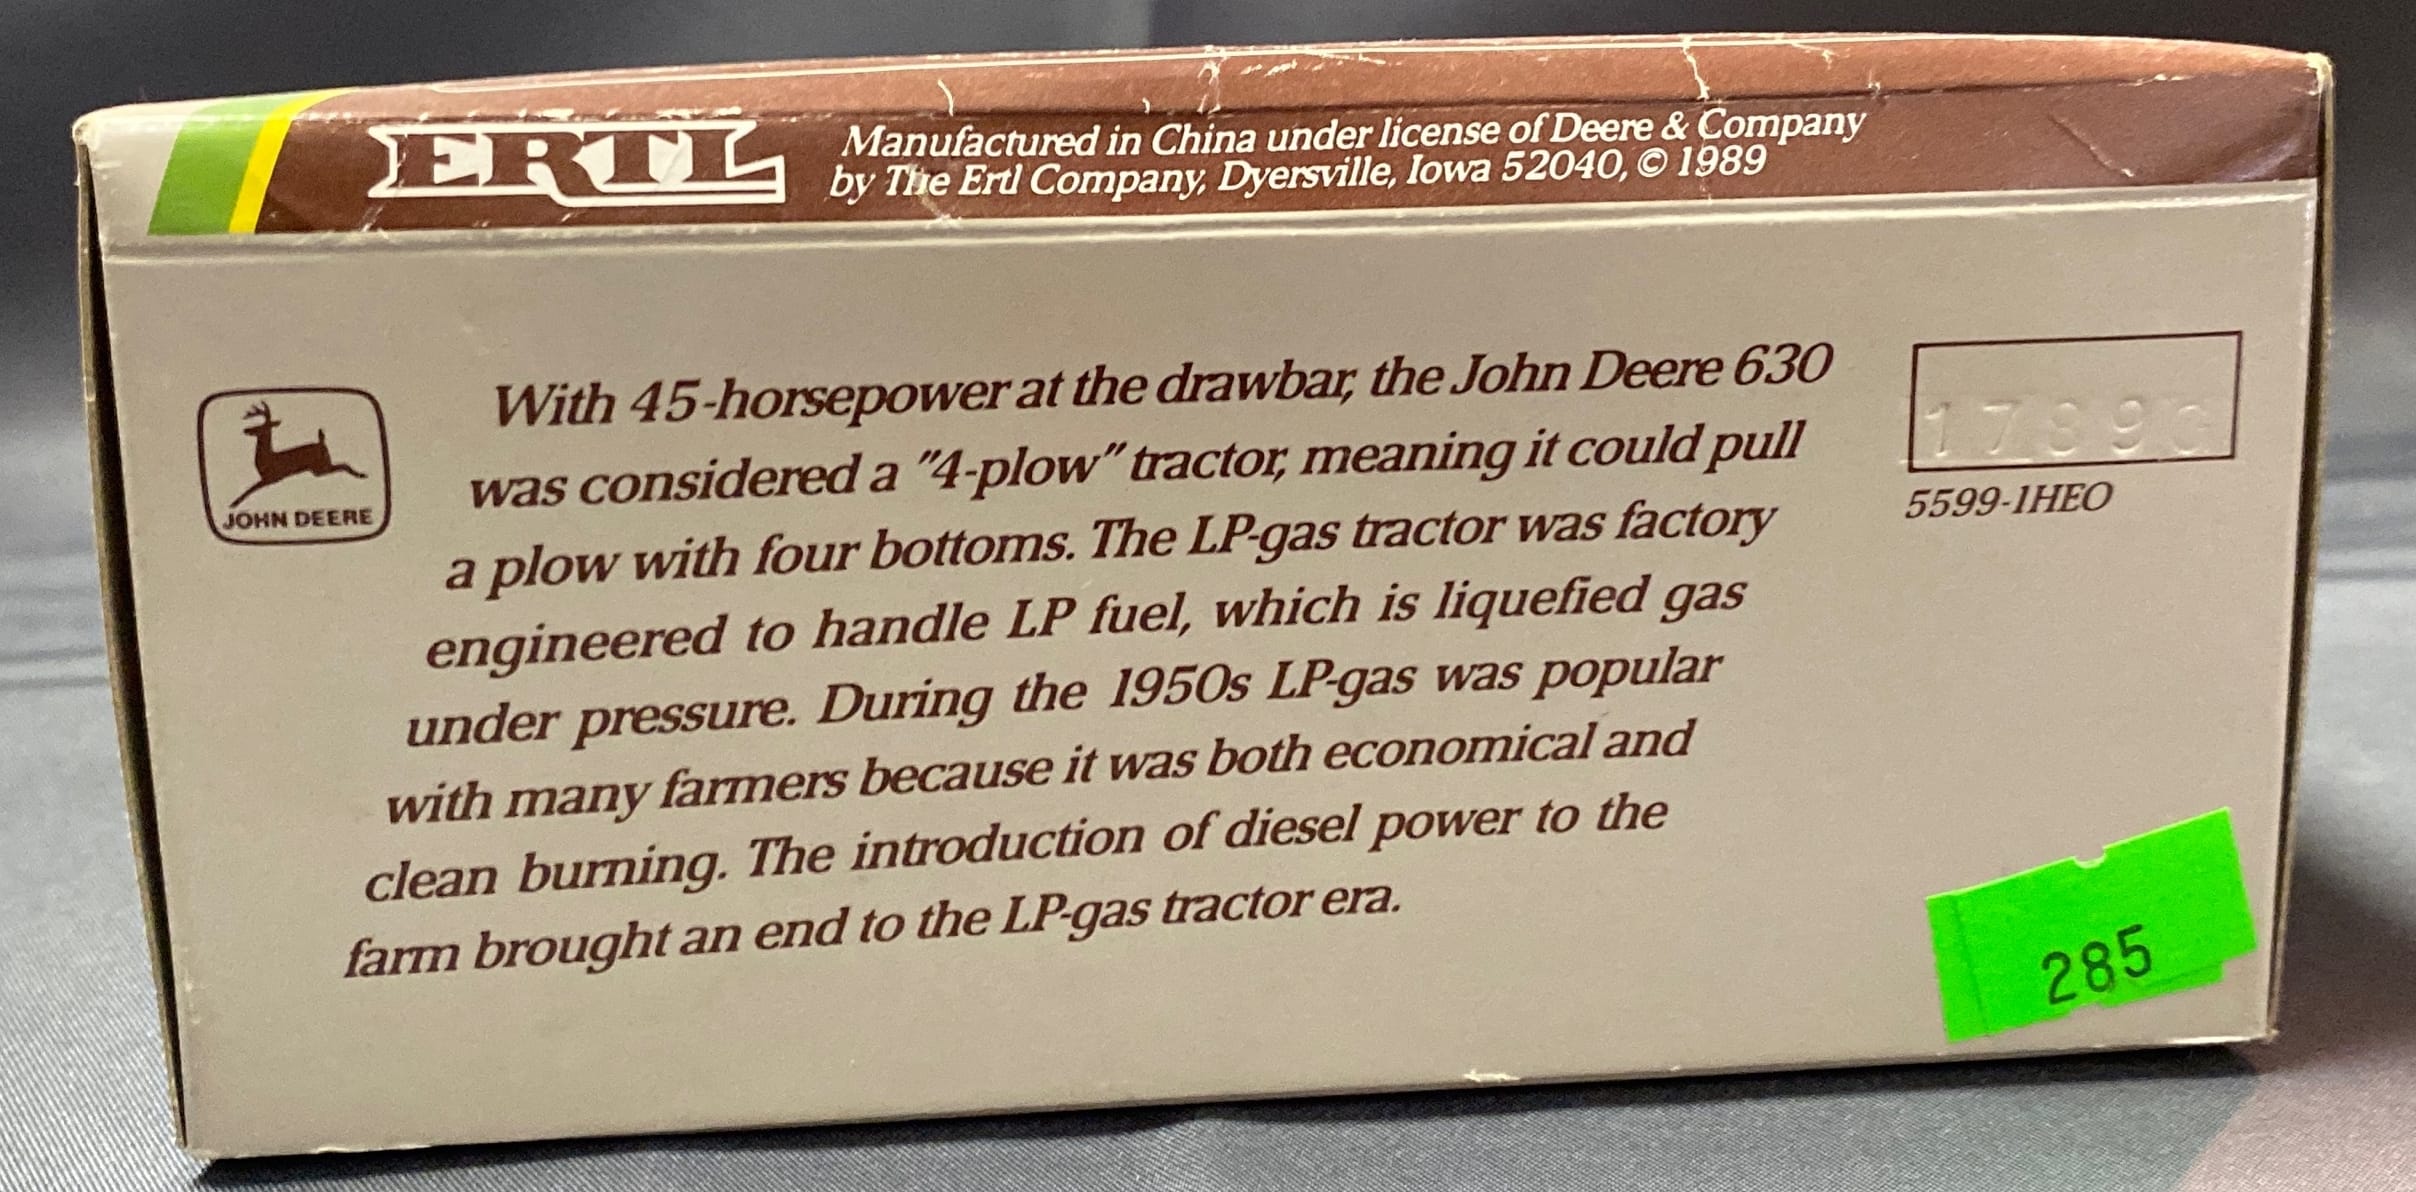 ERTL
Manufactured in China under license of Deere & Company
by The Ertl Company, Dyersville, Iowa 52040, © 1989
JOHN DEERE
With 45-horsepower at the drawbar, the John Deere 630
was considered a "4-plow" tractor, meaning it could pull
a plow with four bottoms. The LP-gas tractor was factory
engineered to handle LP fuel, which is liquefied gas
under pressure. During the 1950s LP-gas was popular
with many farmers because it was both economical and
clean burning. The introduction of diesel power to the
farm brought an end to the LP-gas tractor era.
5599-1HEO
285